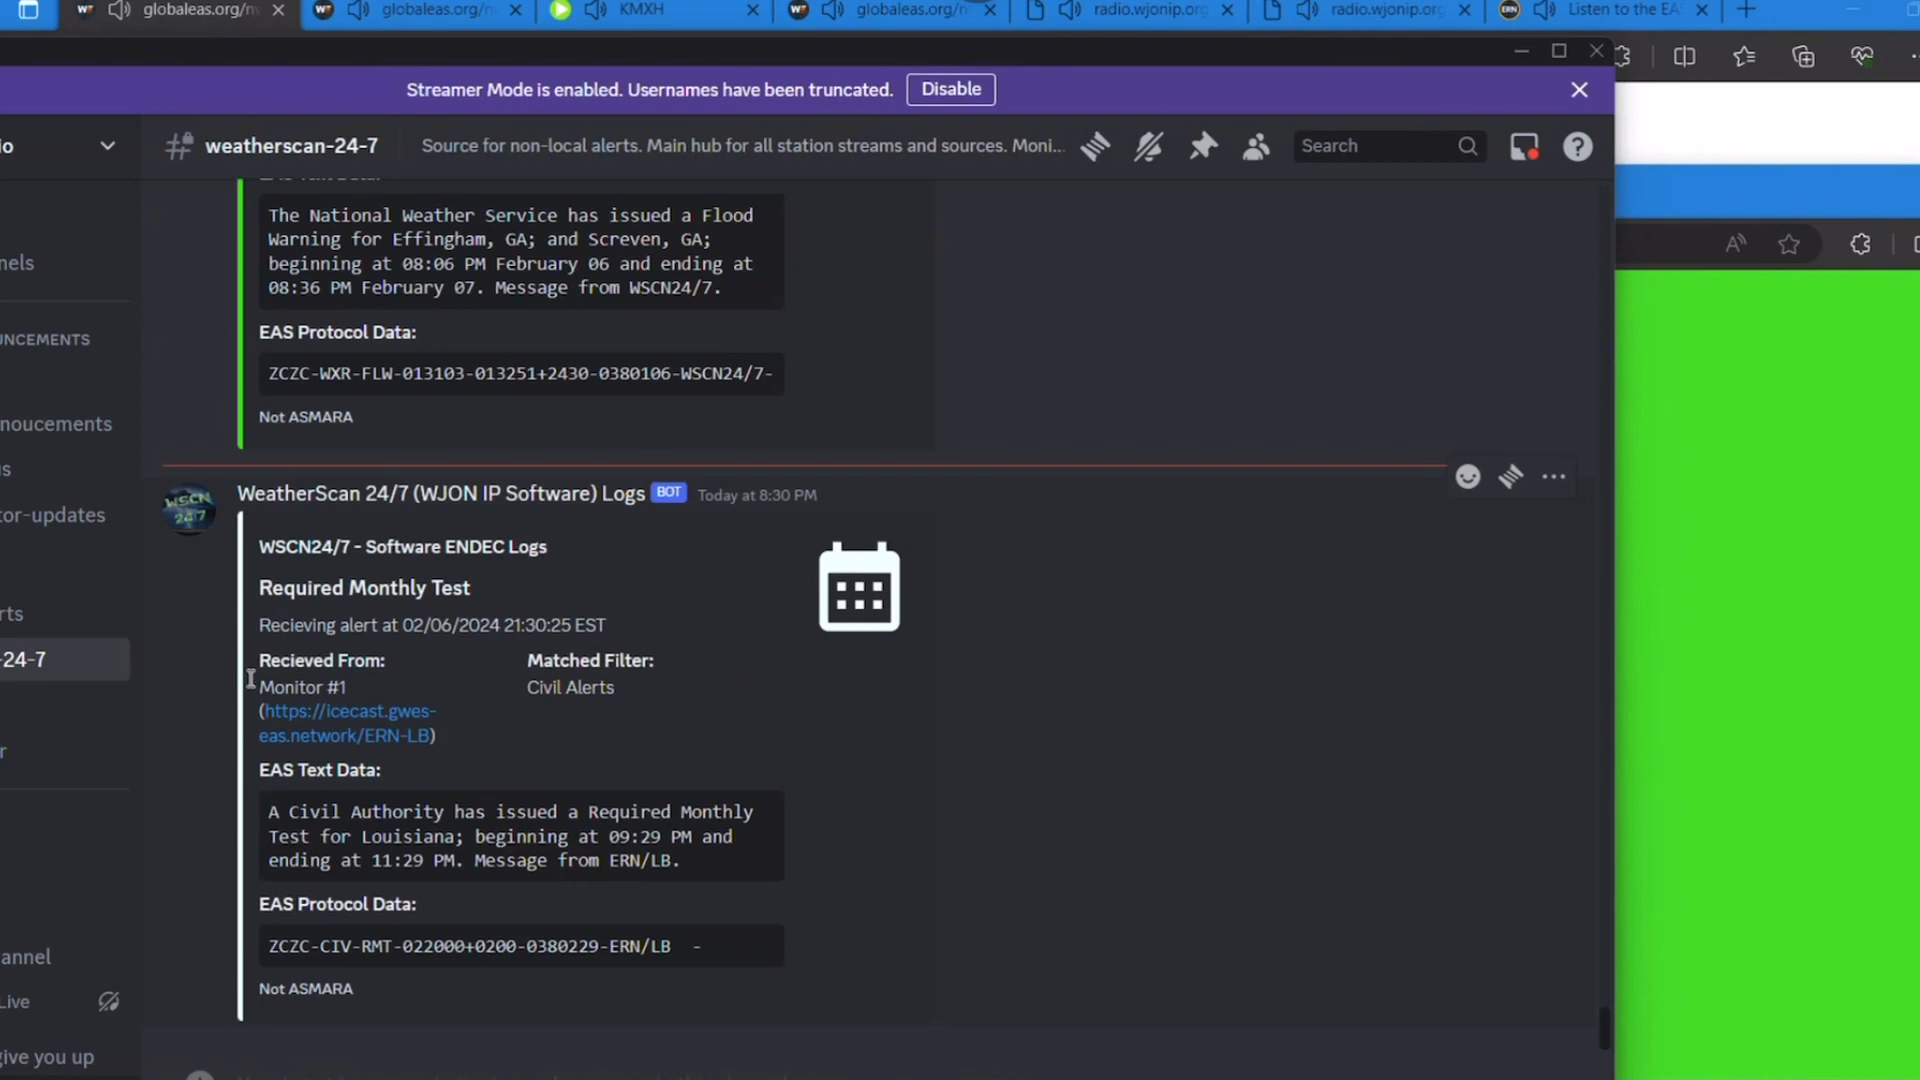 globaleas.org/n
globaleas.org/n
KMXH
globaleas.org/n
radio.wjonip.org
radio.wjonip.org
Listen to the EA
Streamer Mode is enabled. Usernames have been truncated.
Disable
io
weatherscan-24-7
Source for non-local alerts. Main hub for all station streams and sources. Moni...
Search
The National Weather Service has issued a Flood
Warning for Effingham, GA; and Screven, GA;
beginning at 08:06 PM February 06 and ending at
08:36 PM February 07. Message from WSCN24/7.
EAS Protocol Data:
ZCZC-WXR-FLW-013103-013251+2430-0380106-WSCN24/7-
Not ASMARA
nels
UNCEMENTS
noucements
s
tor-updates
rts
-24-7
r
annel
Live
give you up
WSCN
24/7
WeatherScan 24/7 (WJON IP Software) Logs BOT Today at 8:30 PM
WSCN24/7 - Software ENDEC Logs
Required Monthly Test
Recieving alert at 02/06/2024 21:30:25 EST
Recieved From:
Monitor #1
(https://icecast.gwes-
eas.network/ERN-LB)
Matched Filter:
Civil Alerts
EAS Text Data:
A Civil Authority has issued a Required Monthly
Test for Louisiana; beginning at 09:29 PM and
ending at 11:29 PM. Message from ERN/LB.
EAS Protocol Data:
ZCZC-CIV-RMT-022000+0200-0380229-ERN/LB  -
Not ASMARA